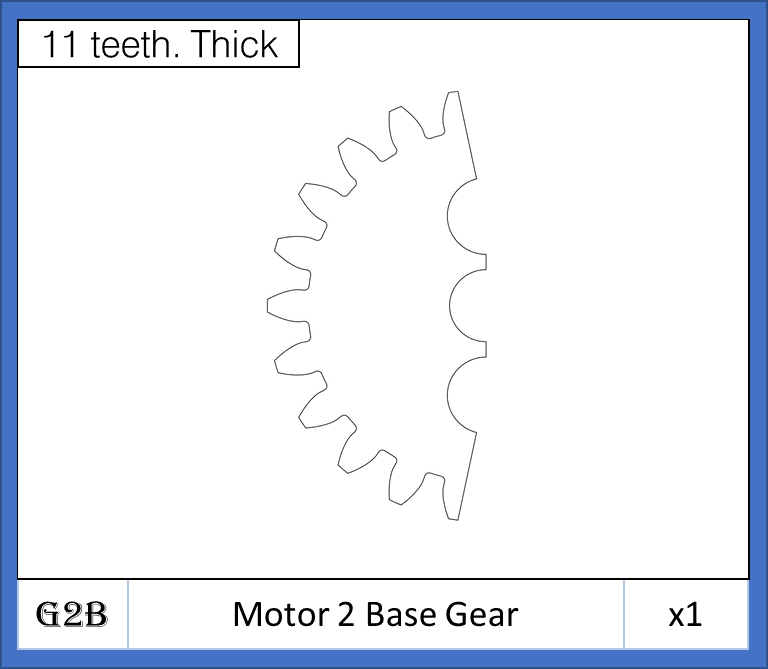 11 teeth. Thick
G2B
Motor 2 Base Gear
x1